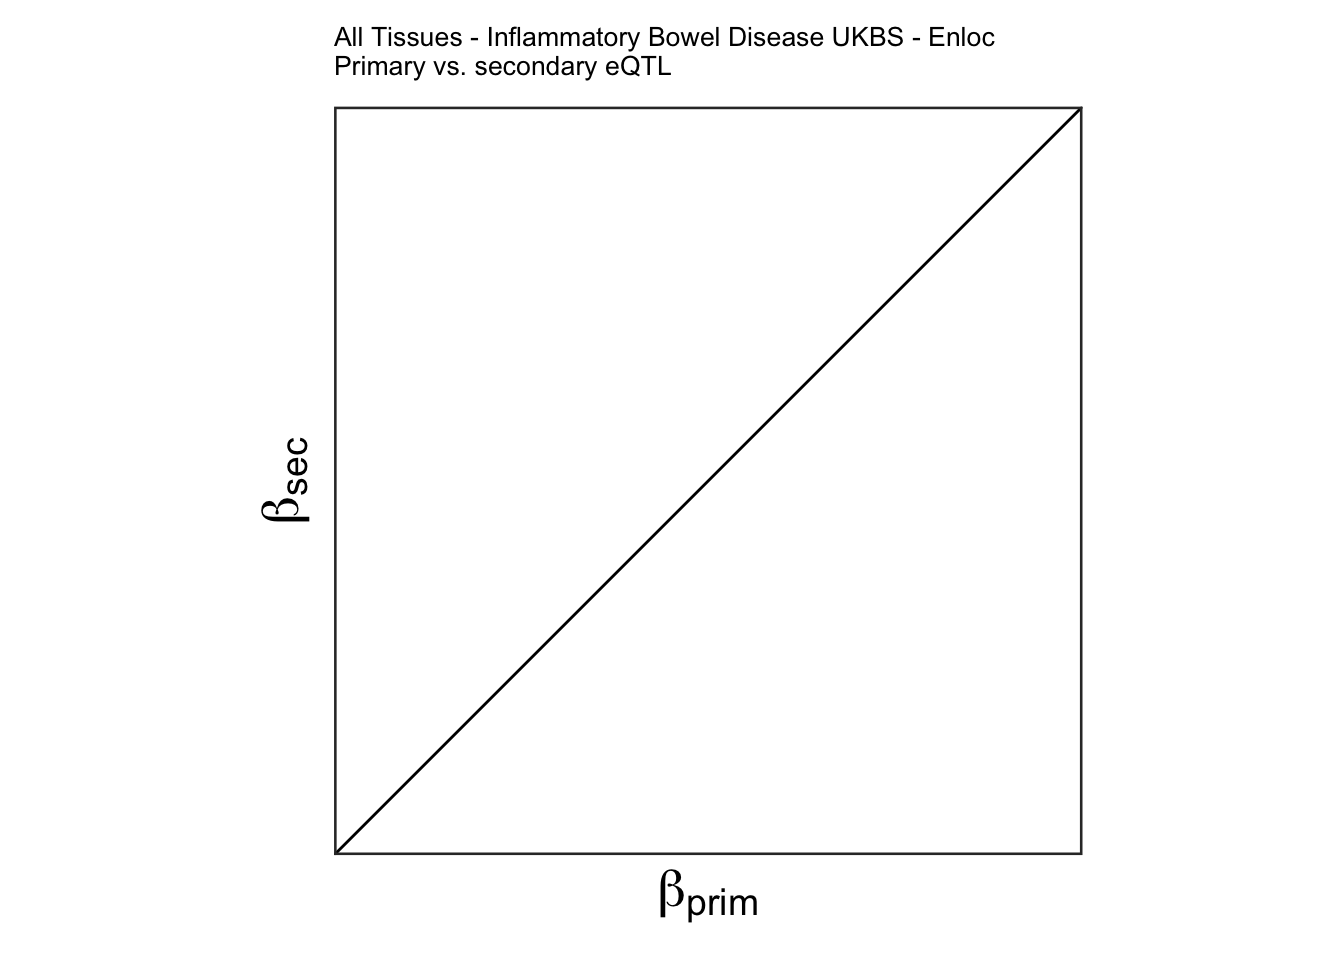 All Tissues - Inflammatory Bowel Disease UKBS - Enloc
Primary vs. secondary eQTL
βsec
βprim